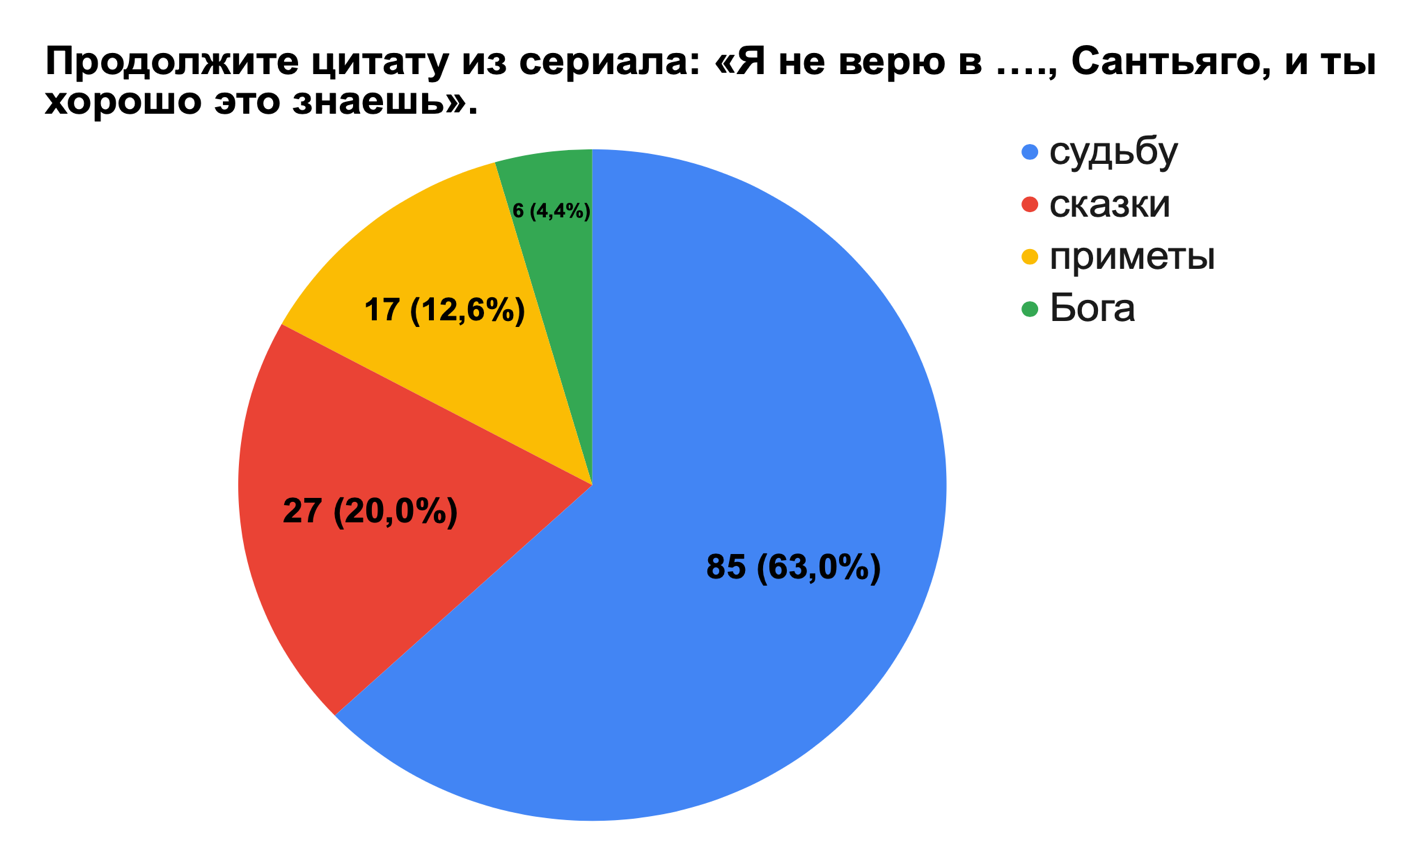 Продолжите цитату из сериала: «Я не верю в …., Сантьяго, и ты
хорошо это знаешь».
судьбу
сказки
приметы
Бога
6 (4,4%)
17 (12,6%)
27 (20,0%)
85 (63,0%)